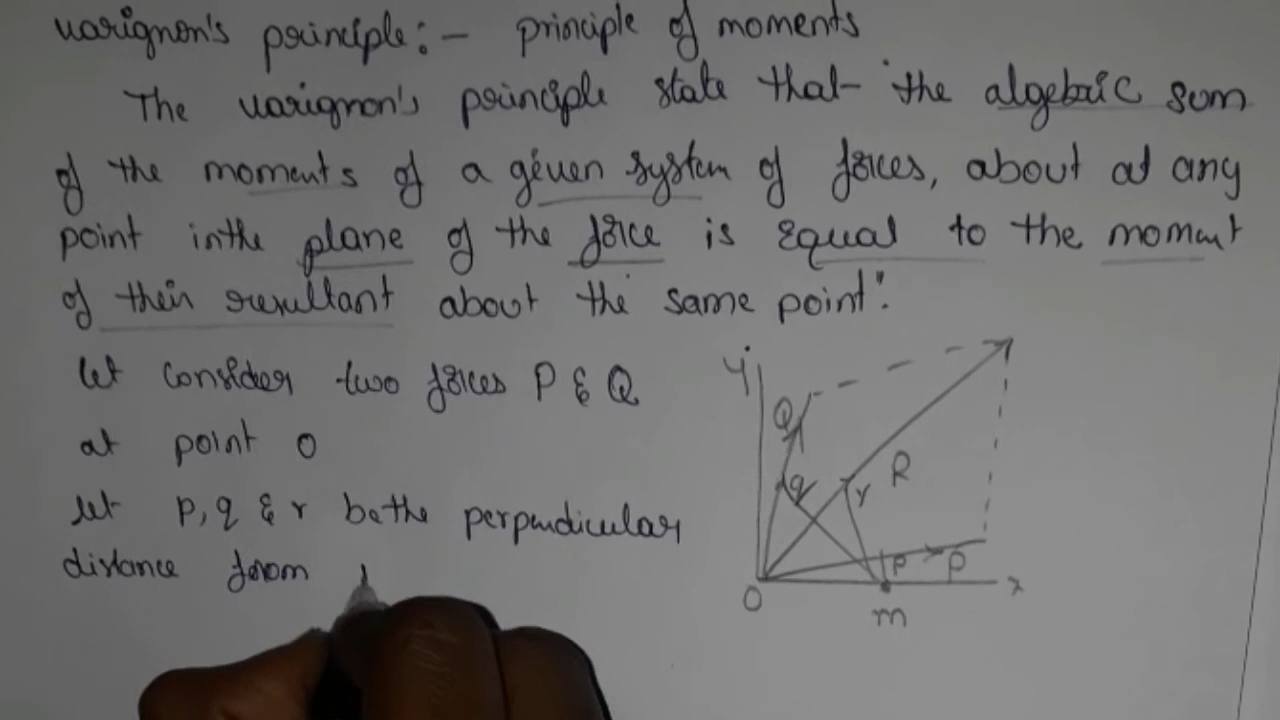 varignon's principle:- principle of moments
The varignon's principle state that "the algebraic sum
of the moments of a given system of forces, about at any
point in the plane of the force is equal to the moment
of their resultant about the same point".
let consider two forces P & Q
at point O
let p, q & r be the perpendicular
distance from
y
Q
q
R
r
p
P
O
m
x